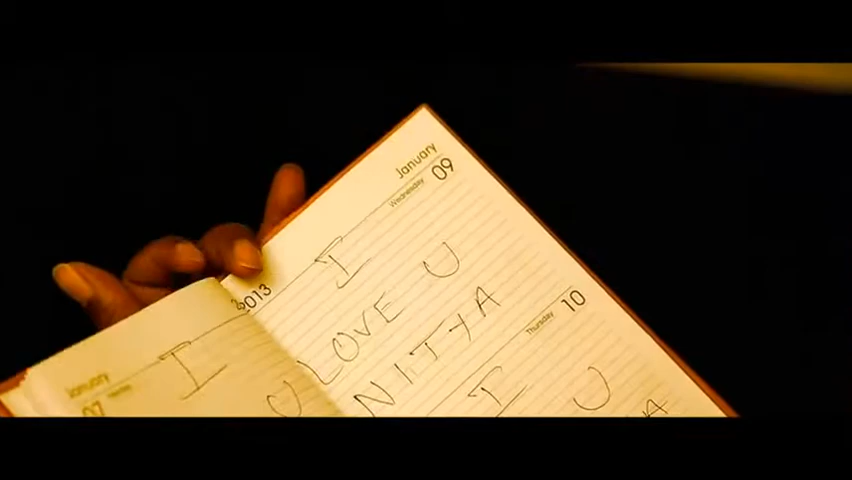 January
07
I
U
2013
January
Wednesday 09
I
LOVE U
NITYA
Thursday 10
I
U